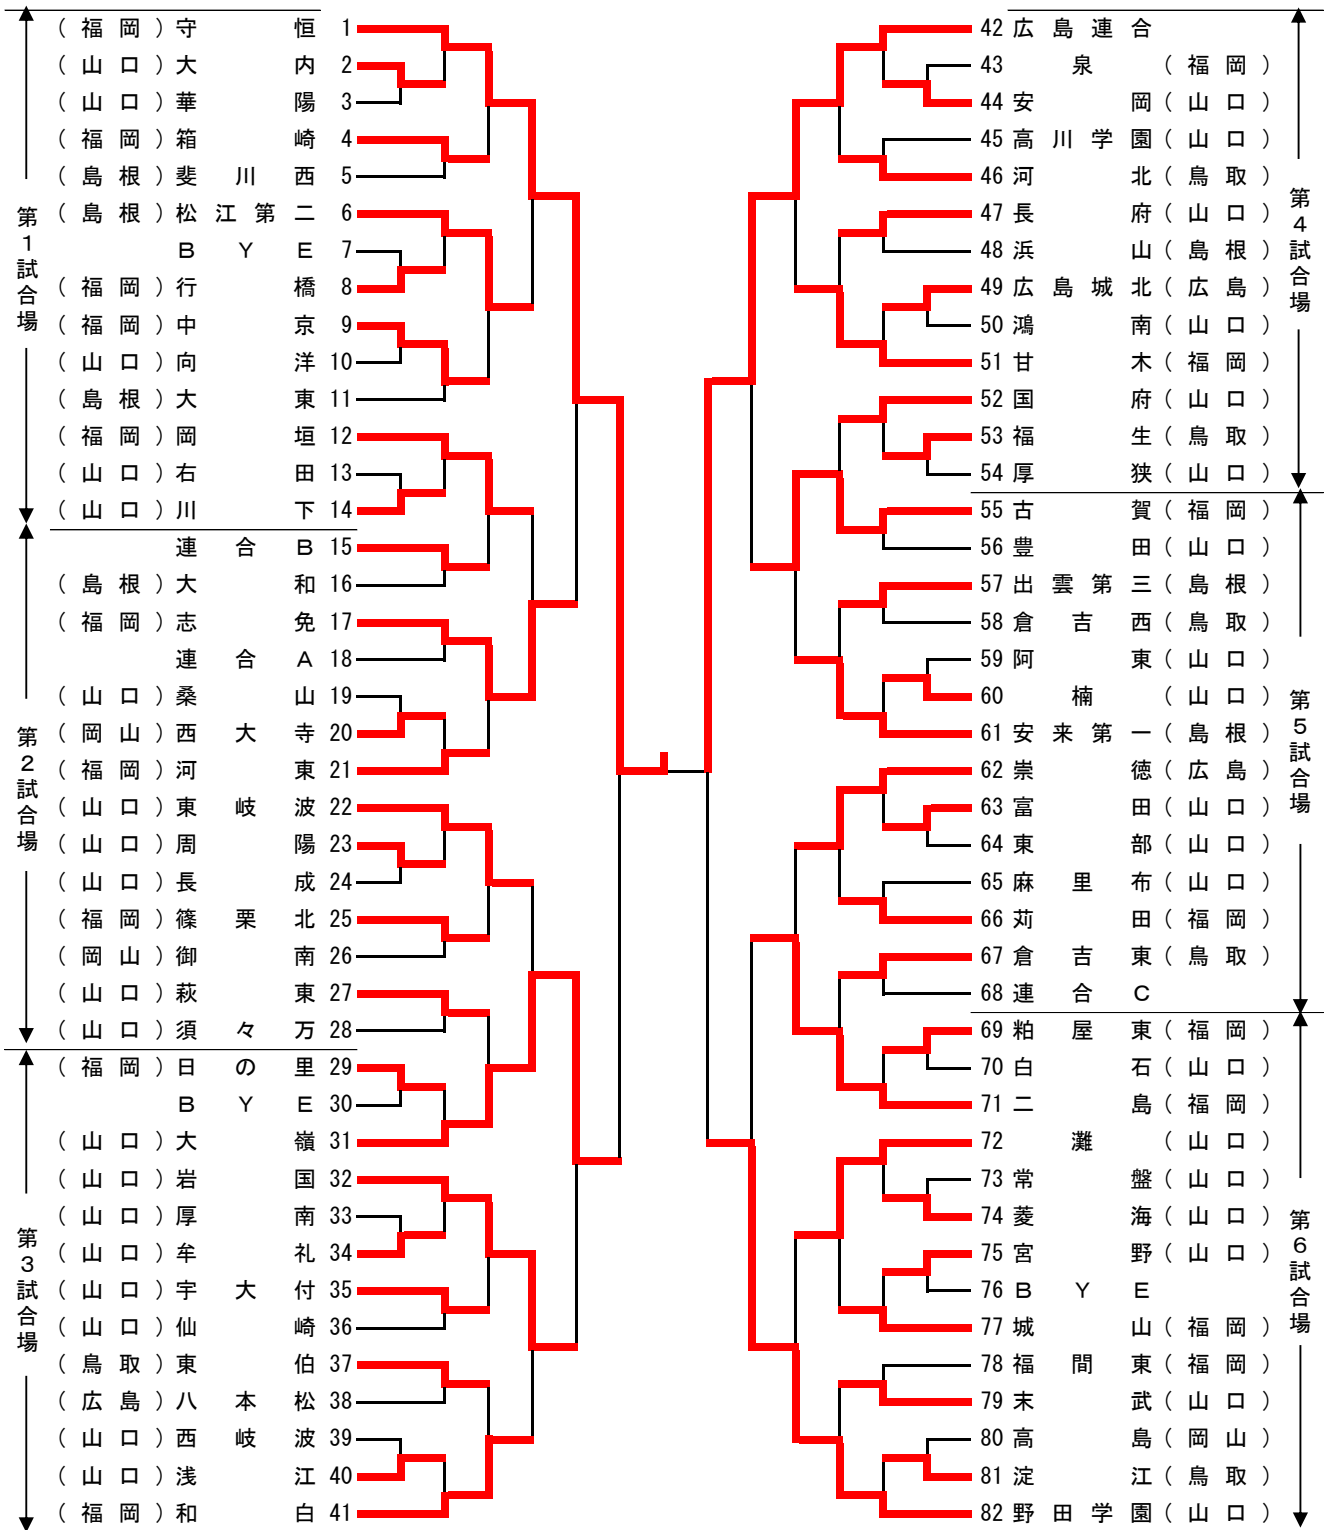 (福岡)守恒 1
(山口)大内 2
(山口)華陽 3
(福岡)箱崎 4
(島根)斐川西 5
(島根)松江第二 6
BYE 7
(福岡)行橋 8
(福岡)中京 9
(山口)向洋 10
(島根)大東 11
(福岡)岡垣 12
(山口)右田 13
(山口)川下 14
第1試合場
連合B 15
(島根)大和 16
(福岡)志免 17
連合A 18
(山口)桑山 19
(岡山)西大寺 20
(福岡)河東 21
(山口)東岐波 22
(山口)周陽 23
(山口)長成 24
(福岡)篠栗北 25
(岡山)御南 26
(山口)萩東 27
(山口)須々万 28
第2試合場
(福岡)日の里 29
BYE 30
(山口)大嶺 31
(山口)岩国 32
(山口)厚南 33
(山口)牟礼 34
(山口)宇大付 35
(山口)仙崎 36
(鳥取)東伯 37
(広島)八本松 38
(山口)西岐波 39
(山口)浅江 40
(福岡)和白 41
第3試合場
42 広島連合
43 泉(福岡)
44 安岡(山口)
45 高川学園(山口)
46 河北(鳥取)
47 長府(山口)
48 浜山(島根)
49 広島城北(広島)
50 鴻南(山口)
51 甘木(福岡)
52 国府(山口)
53 福生(鳥取)
54 厚狭(山口)
第4試合場
55 古賀(福岡)
56 豊田(山口)
57 出雲第三(島根)
58 倉吉西(鳥取)
59 阿東(山口)
60 楠(山口)
61 安来第一(島根)
62 崇徳(広島)
63 富田(山口)
64 東部(山口)
65 麻里布(山口)
66 苅田(福岡)
67 倉吉東(鳥取)
68 連合C
第5試合場
69 粕屋東(福岡)
70 白石(山口)
71 二島(福岡)
72 灘(山口)
73 常盤(山口)
74 菱海(山口)
75 宮野(山口)
76 BYE
77 城山(福岡)
78 福間東(福岡)
79 末武(山口)
80 高島(岡山)
81 淀江(鳥取)
82 野田学園(山口)
第6試合場